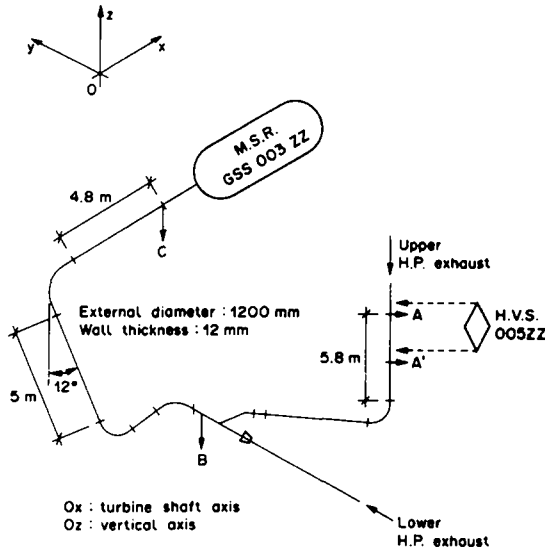 z
y
x
O
M.S.R.
GSS 003 ZZ
4.8 m
C
Upper
H.P. exhaust
External diameter : 1200 mm
Wall thickness : 12 mm
A
H.V.S.
005ZZ
5.8 m
A'
5 m
12°
B
Ox : turbine shaft axis
Oz : vertical axis
Lower
H.P. exhaust